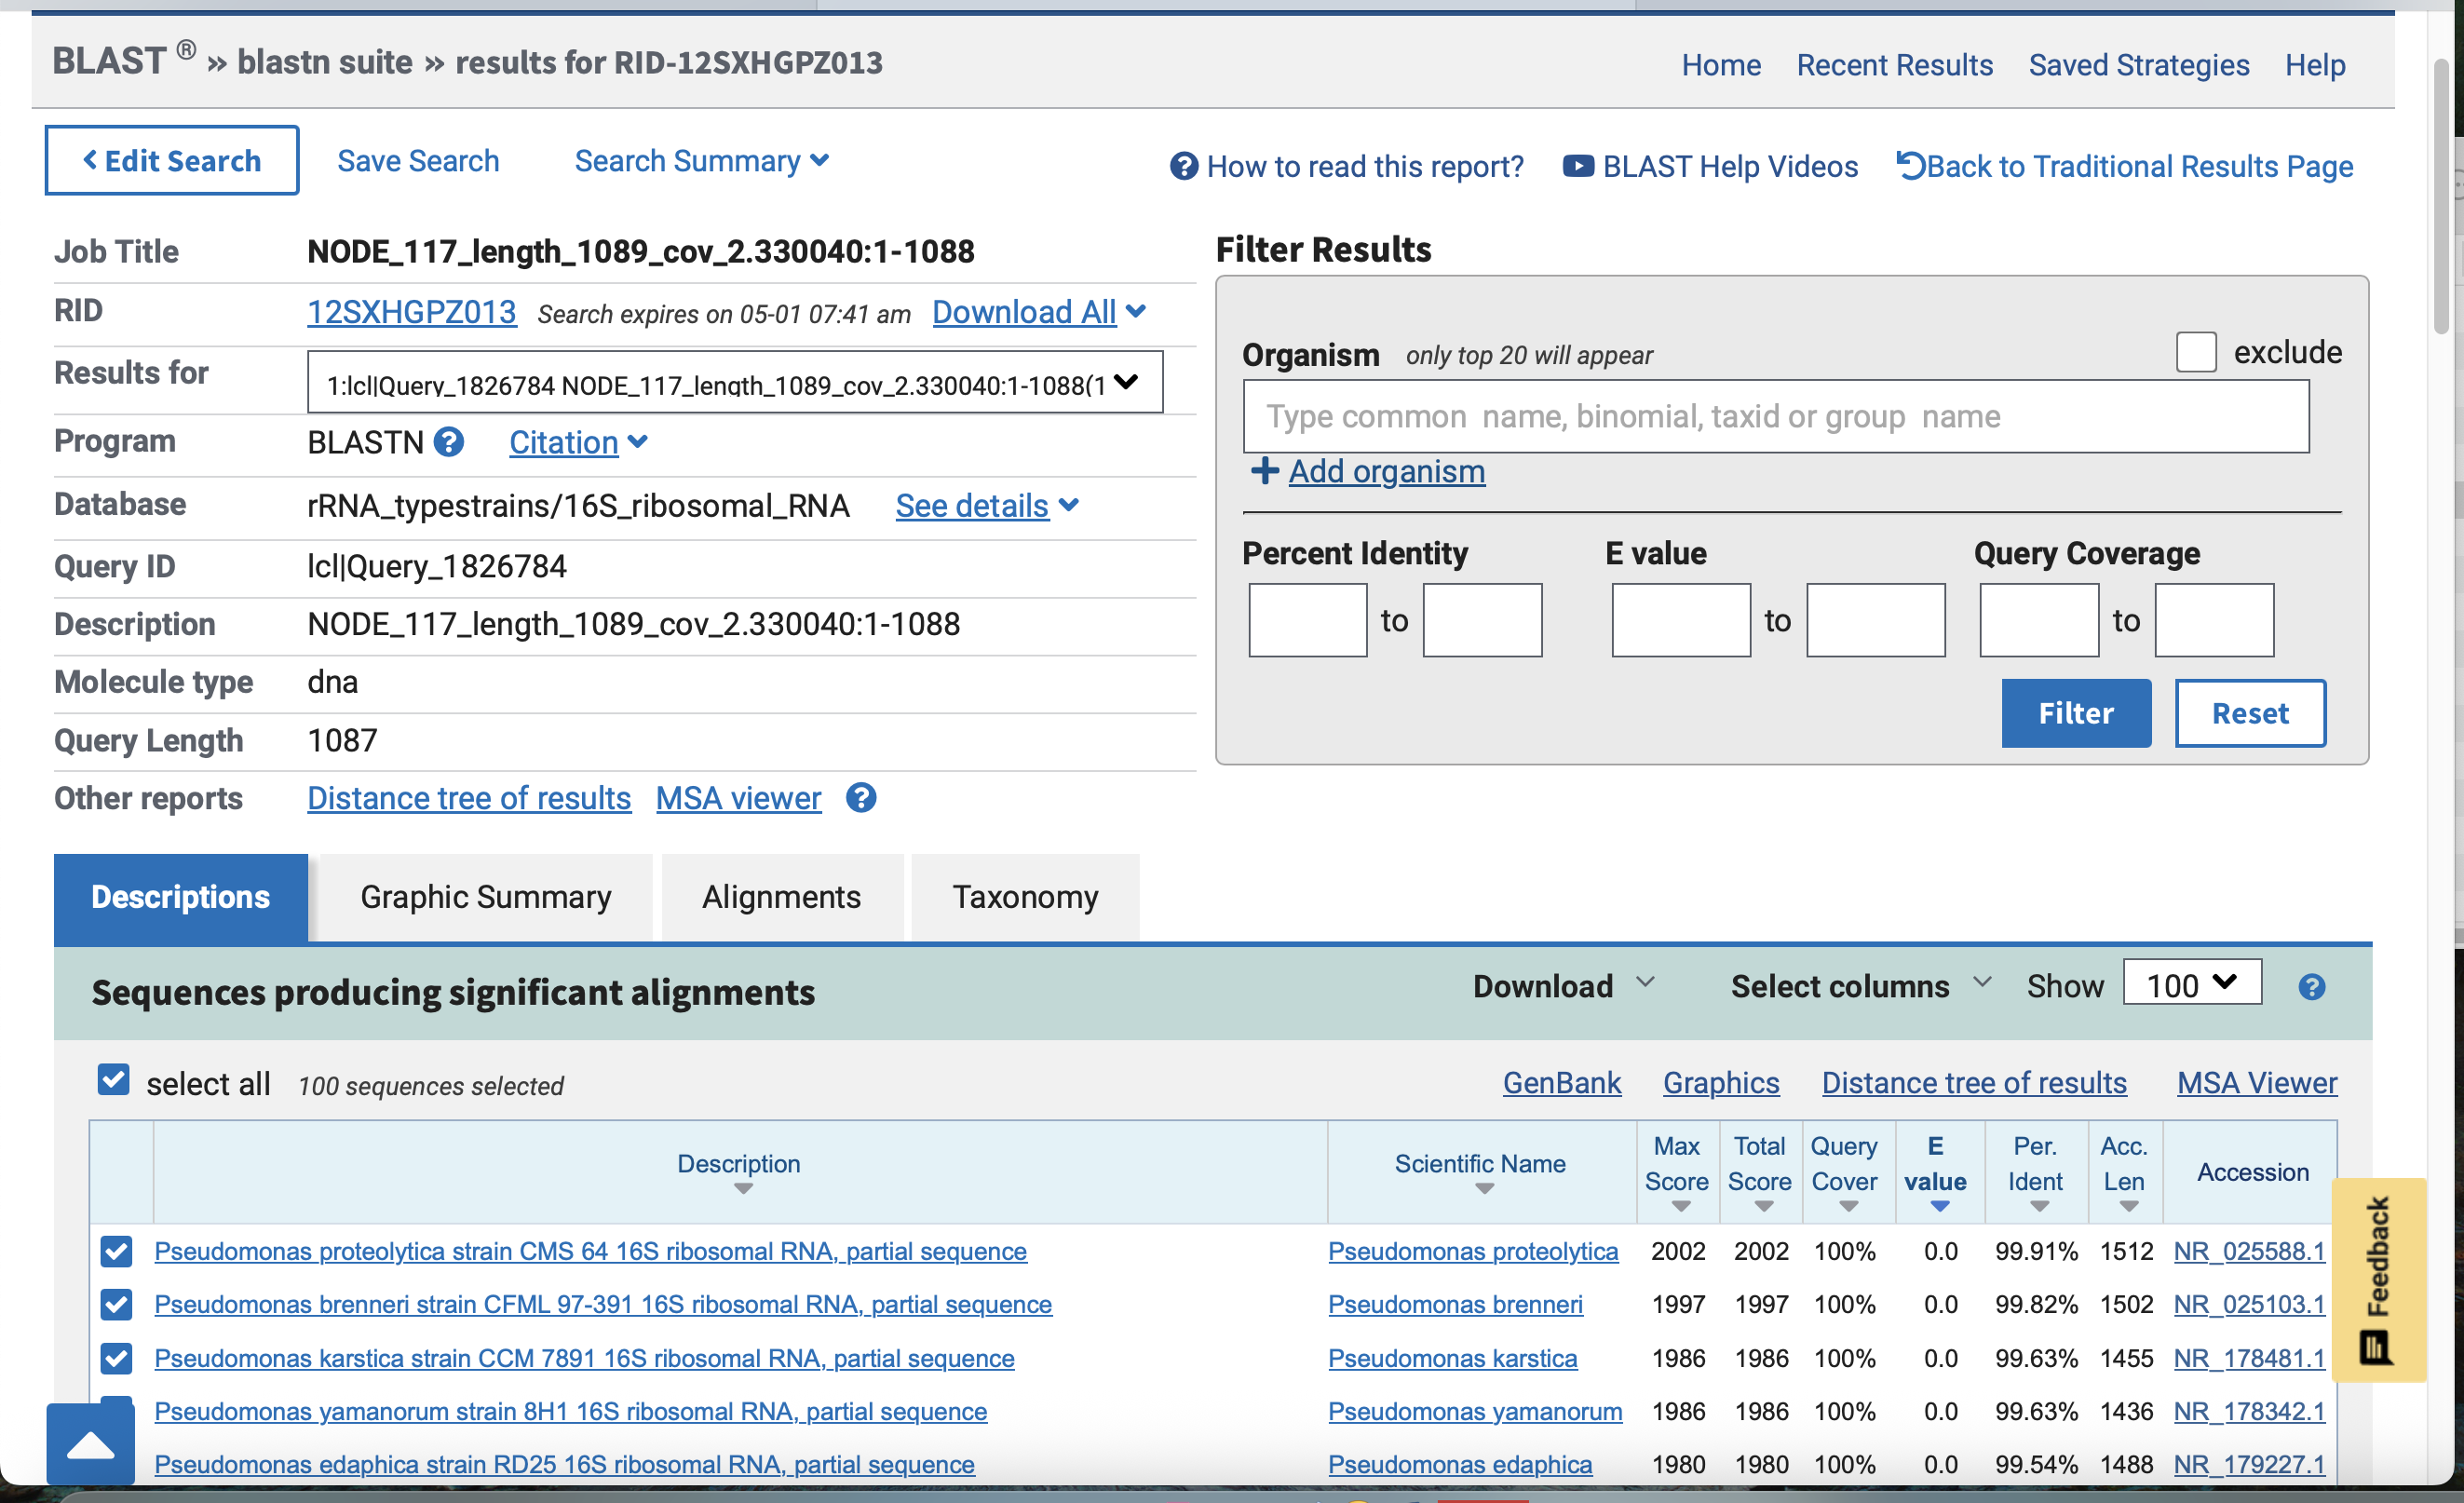 BLAST ® » blastn suite » results for RID-12SXHGPZ013
Home Recent Results Saved Strategies Help
Edit Search Save Search Search Summary
How to read this report? BLAST Help Videos Back to Traditional Results Page
Job Title NODE_117_length_1089_cov_2.330040:1-1088
RID 12SXHGPZ013 Search expires on 05-01 07:41 am Download All
Results for 1:lcl|Query_1826784 NODE_117_length_1089_cov_2.330040:1-1088(1
Program BLASTN Citation
Database rRNA_typestrains/16S_ribosomal_RNA See details
Query ID lcl|Query_1826784
Description NODE_117_length_1089_cov_2.330040:1-1088
Molecule type dna
Query Length 1087
Other reports Distance tree of results MSA viewer
Filter Results
Organism only top 20 will appear exclude
Type common name, binomial, taxid or group name
Add organism
Percent Identity E value Query Coverage
to to to
Filter Reset
Descriptions Graphic Summary Alignments Taxonomy
Sequences producing significant alignments Download Select columns Show 100
select all 100 sequences selected GenBank Graphics Distance tree of results MSA Viewer
Description Scientific Name Max Score Total Score Query Cover E value Per. Ident Acc. Len Accession
Pseudomonas proteolytica strain CMS 64 16S ribosomal RNA, partial sequence Pseudomonas proteolytica 2002 2002 100% 0.0 99.91% 1512 NR_025588.1
Pseudomonas brenneri strain CFML 97-391 16S ribosomal RNA, partial sequence Pseudomonas brenneri 1997 1997 100% 0.0 99.82% 1502 NR_025103.1
Pseudomonas karstica strain CCM 7891 16S ribosomal RNA, partial sequence Pseudomonas karstica 1986 1986 100% 0.0 99.63% 1455 NR_178481.1
Pseudomonas yamanorum strain 8H1 16S ribosomal RNA, partial sequence Pseudomonas yamanorum 1986 1986 100% 0.0 99.63% 1436 NR_178342.1
Pseudomonas edaphica strain RD25 16S ribosomal RNA, partial sequence Pseudomonas edaphica 1980 1980 100% 0.0 99.54% 1488 NR_179227.1
Feedback